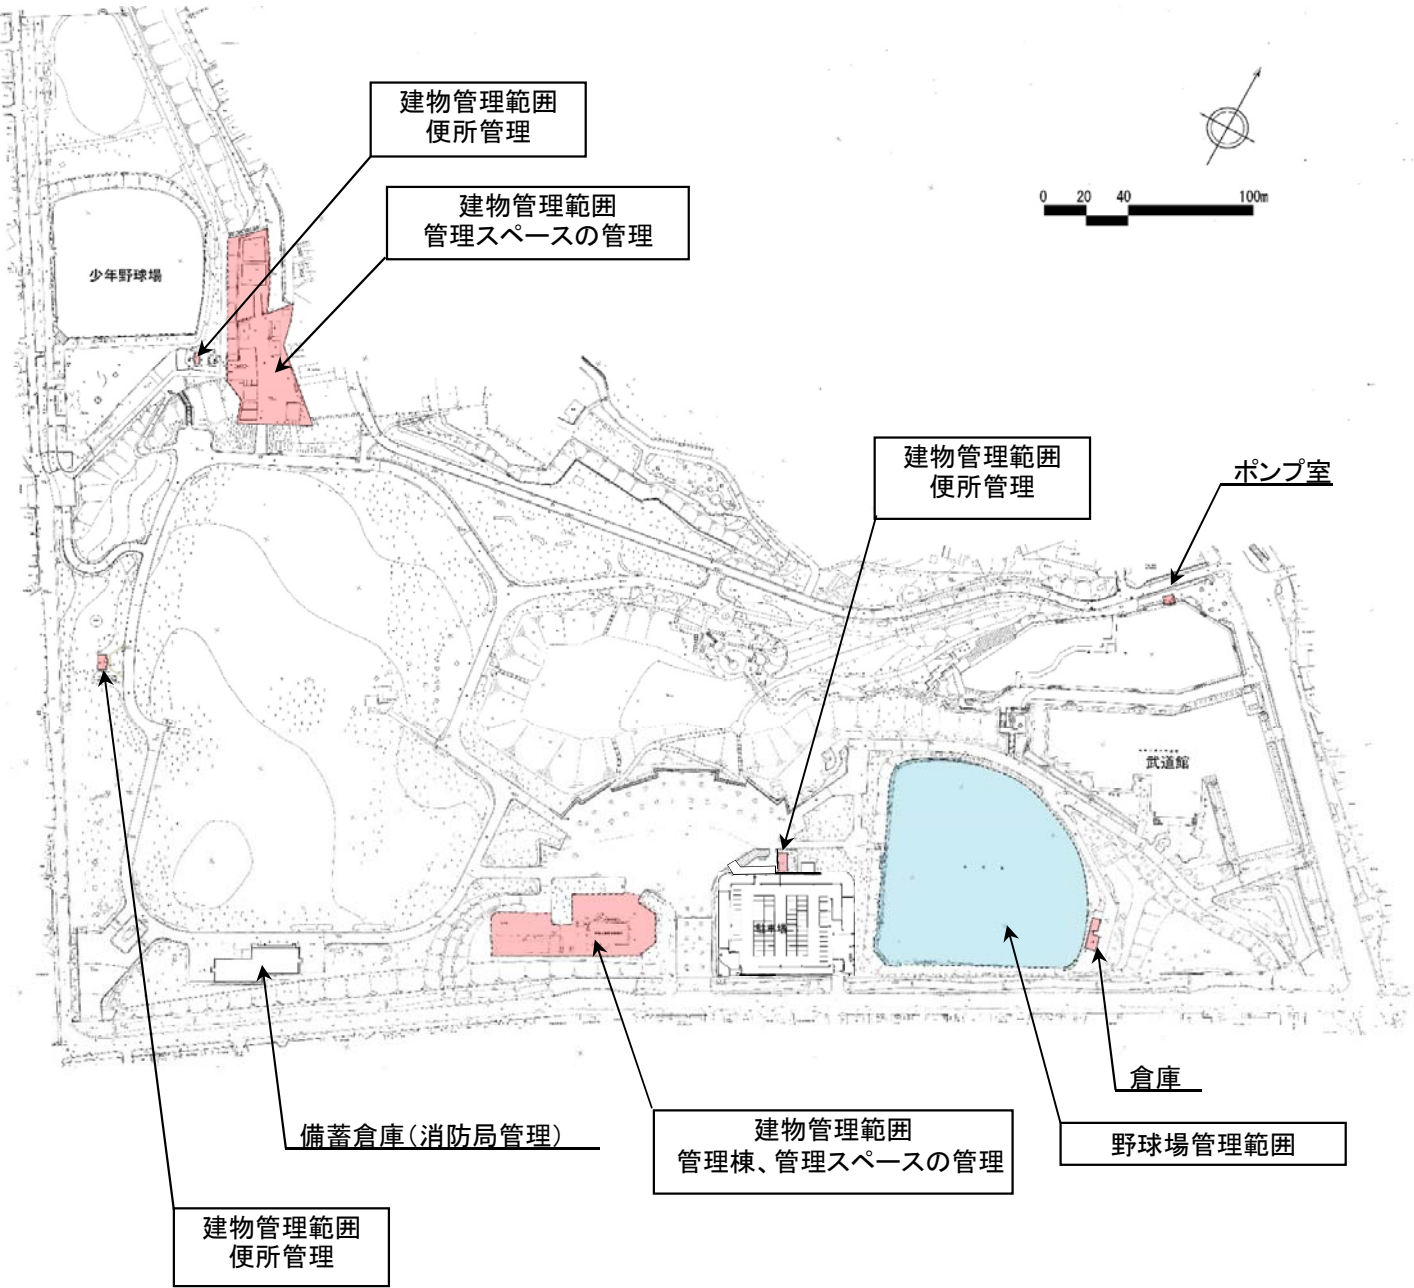 建物管理範囲
便所管理
建物管理範囲
管理スペースの管理
0 20 40 100m
少年野球場
建物管理範囲
便所管理
ポンプ室
武道館
駐車場
倉庫
備蓄倉庫(消防局管理)
建物管理範囲
管理棟、管理スペースの管理
野球場管理範囲
建物管理範囲
便所管理